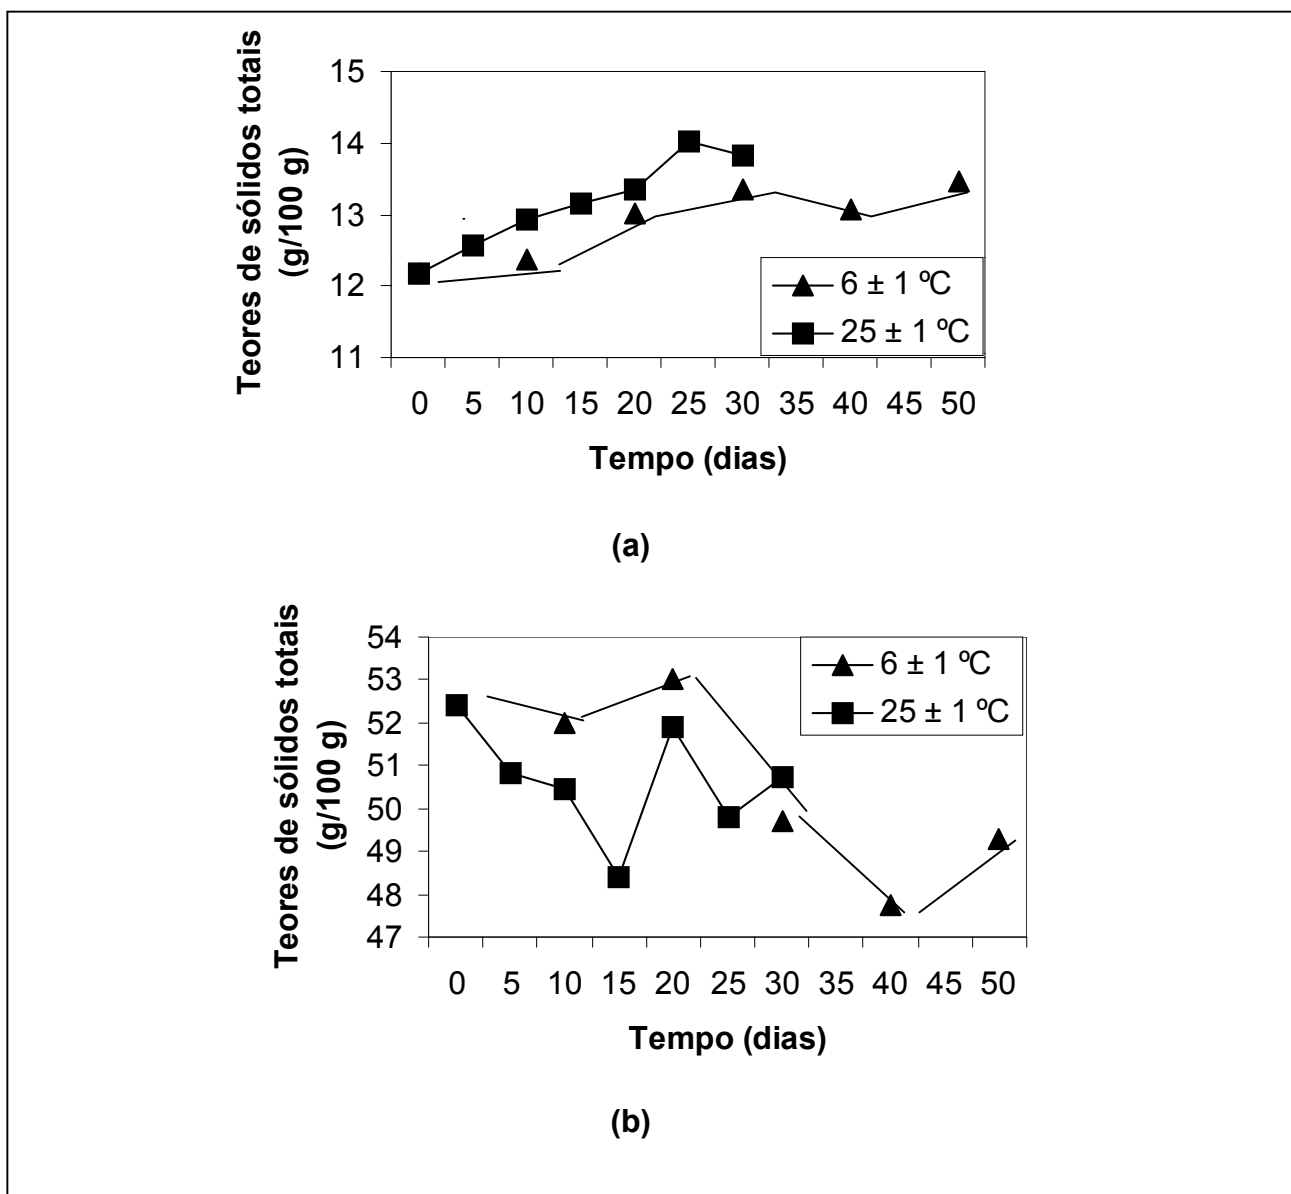 Teores de sólidos totais
(g/100 g)
15
14
13
12
11
6 ± 1 ºC
25 ± 1 ºC
0 5 10 15 20 25 30 35 40 45 50
Tempo (dias)
(a)
Teores de sólidos totais
(g/100 g)
54
53
52
51
50
49
48
47
6 ± 1 ºC
25 ± 1 ºC
0 5 10 15 20 25 30 35 40 45 50
Tempo (dias)
(b)